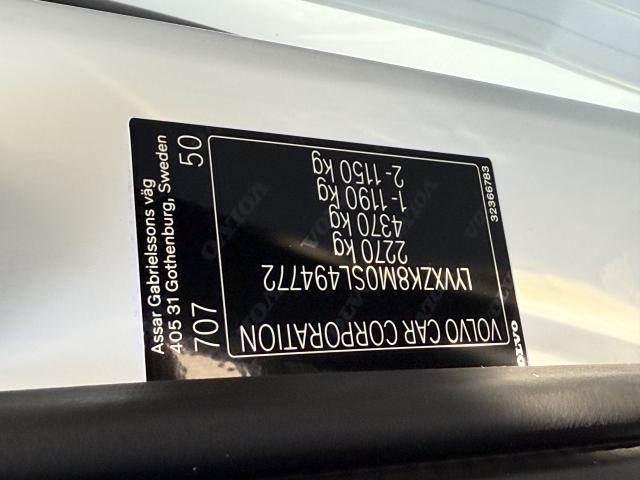 VOLVO CAR CORPORATION
LYVXZK8M0SL494772
2270 kg
4370 kg
1-1190 kg
2-1150 kg
707 50
Assar Gabrielssons väg
405 31 Gothenburg, Sweden
32366783
VOLVO